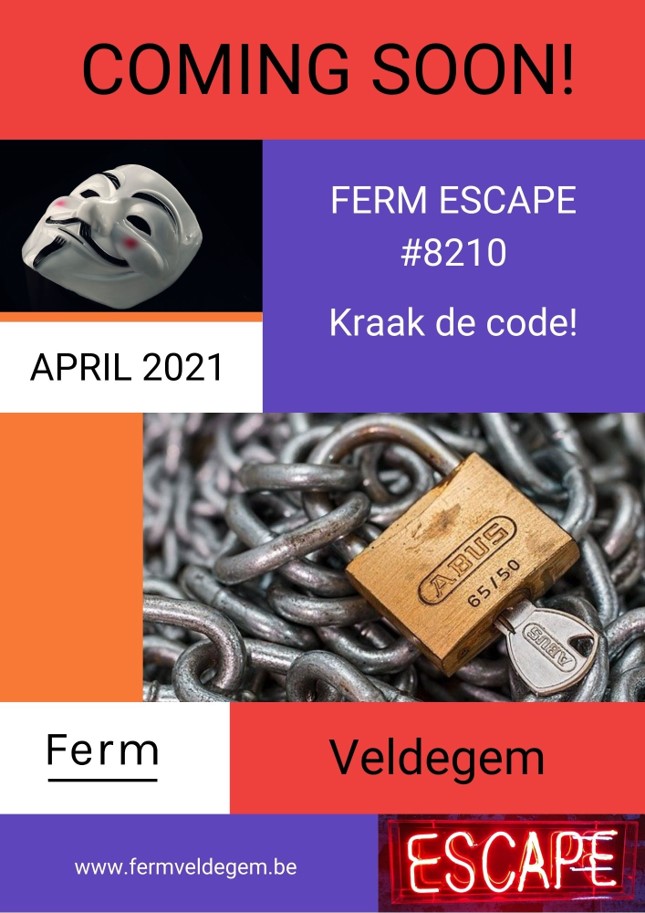 COMING SOON!
FERM ESCAPE
#8210
Kraak de code!
APRIL 2021
ABUS
65/50
ABUS
Ferm
Veldegem
www.fermveldegem.be
ESCAPE